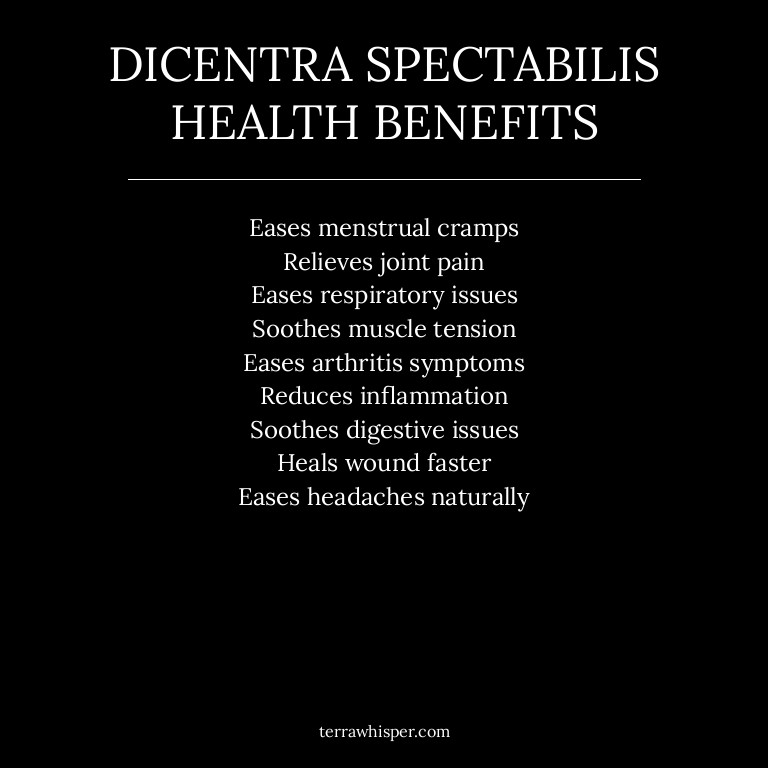 DICENTRA SPECTABILIS
HEALTH BENEFITS
Eases menstrual cramps
Relieves joint pain
Eases respiratory issues
Soothes muscle tension
Eases arthritis symptoms
Reduces inflammation
Soothes digestive issues
Heals wound faster
Eases headaches naturally
terrawhisper.com